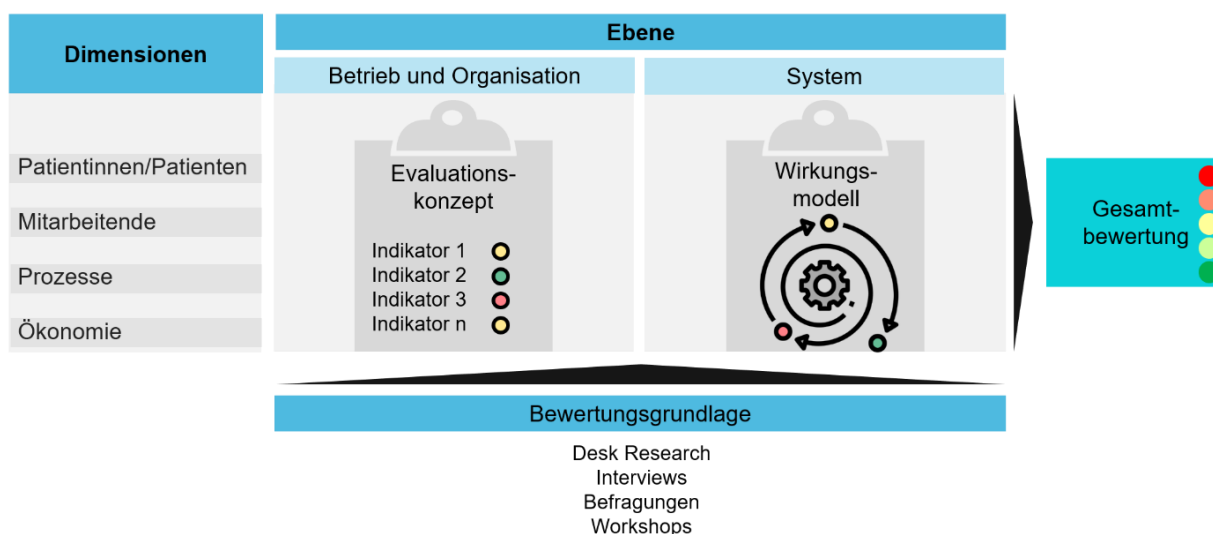 Dimensionen
Ebene
Betrieb und Organisation
System
Patientinnen/Patienten
Mitarbeitende
Prozesse
Ökonomie
Evaluations-
konzept
Indikator 1
Indikator 2
Indikator 3
Indikator n
Wirkungs-
modell
Gesamt-
bewertung
Bewertungsgrundlage
Desk Research
Interviews
Befragungen
Workshops